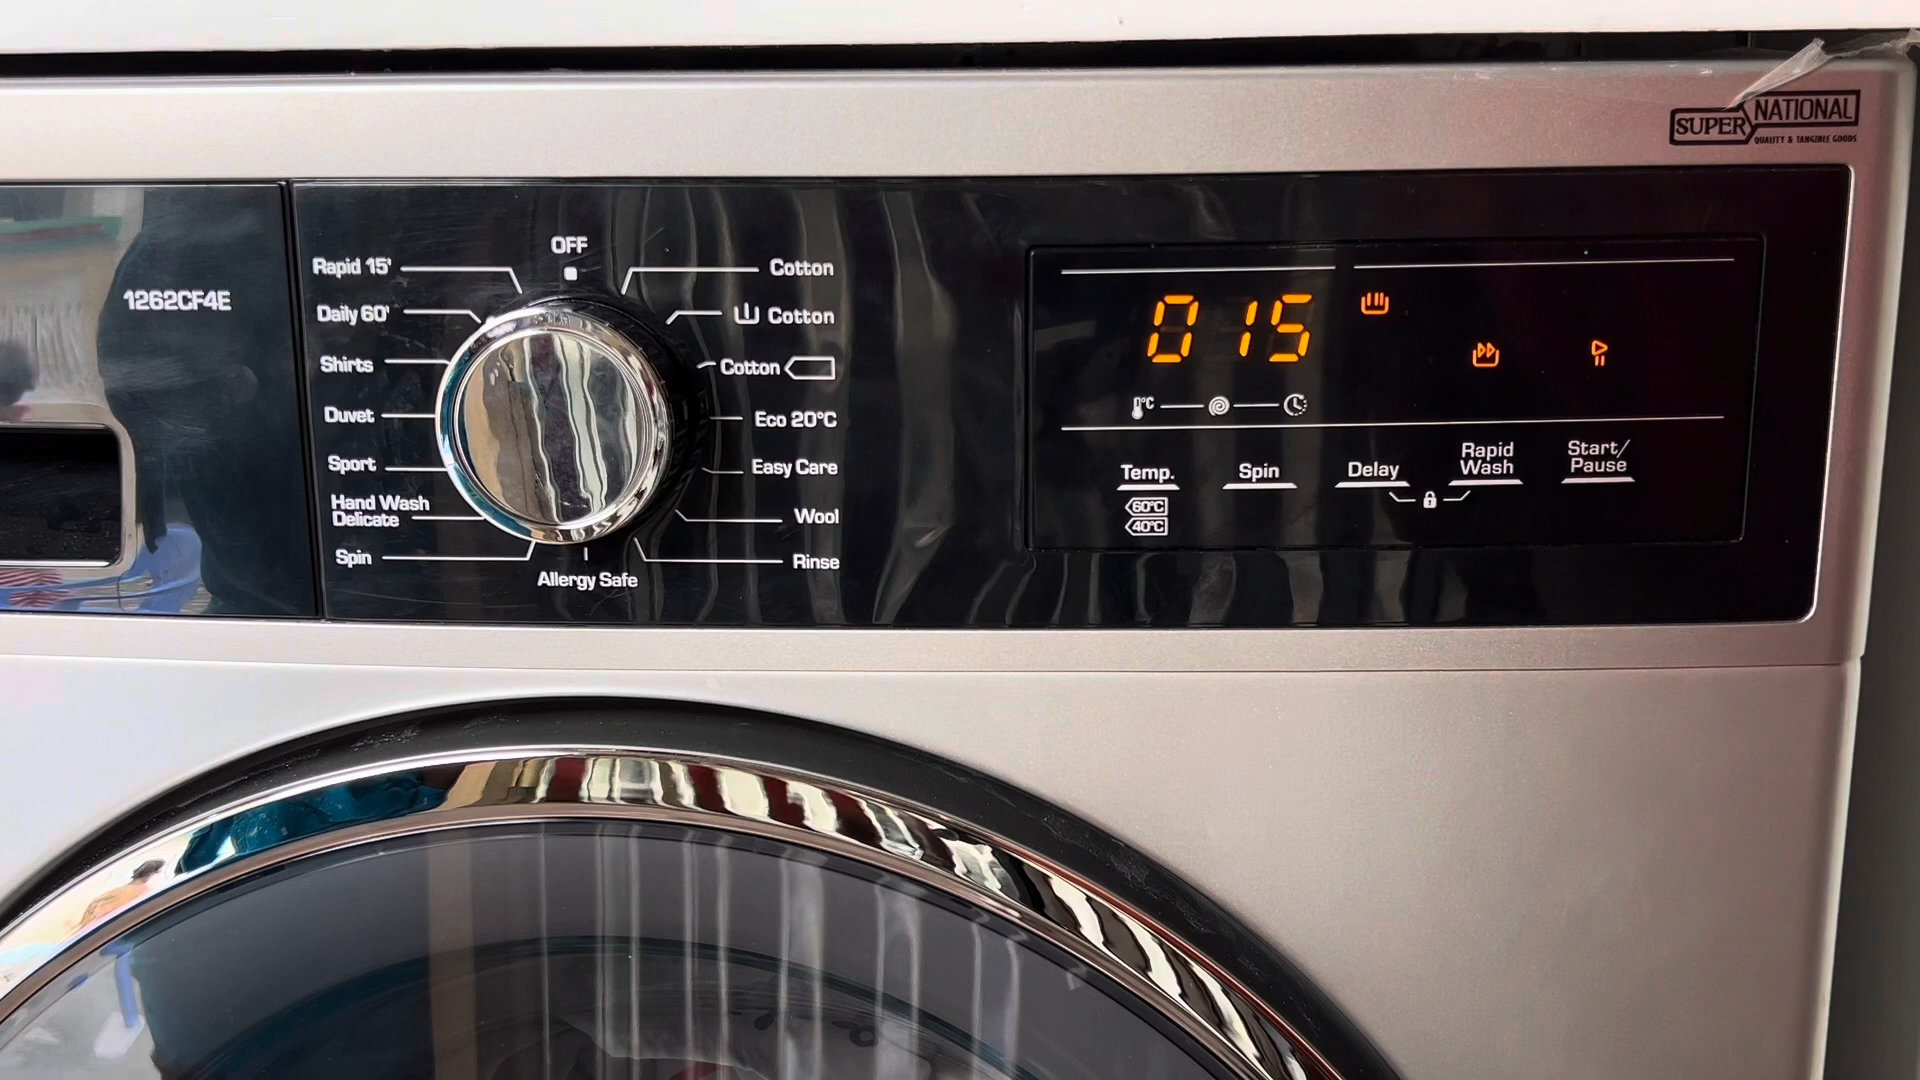 SUPER NATIONAL
QUALITY & TANGIBLE GOODS
1262CF4E
OFF
Rapid 15'
Daily 60'
Shirts
Duvet
Sport
Hand Wash
Delicate
Spin
Allergy Safe
Cotton
Cotton
Cotton
Eco 20°C
Easy Care
Wool
Rinse
015
°C
Temp.
60°C
40°C
Spin
Delay
Rapid
Wash
Start/
Pause